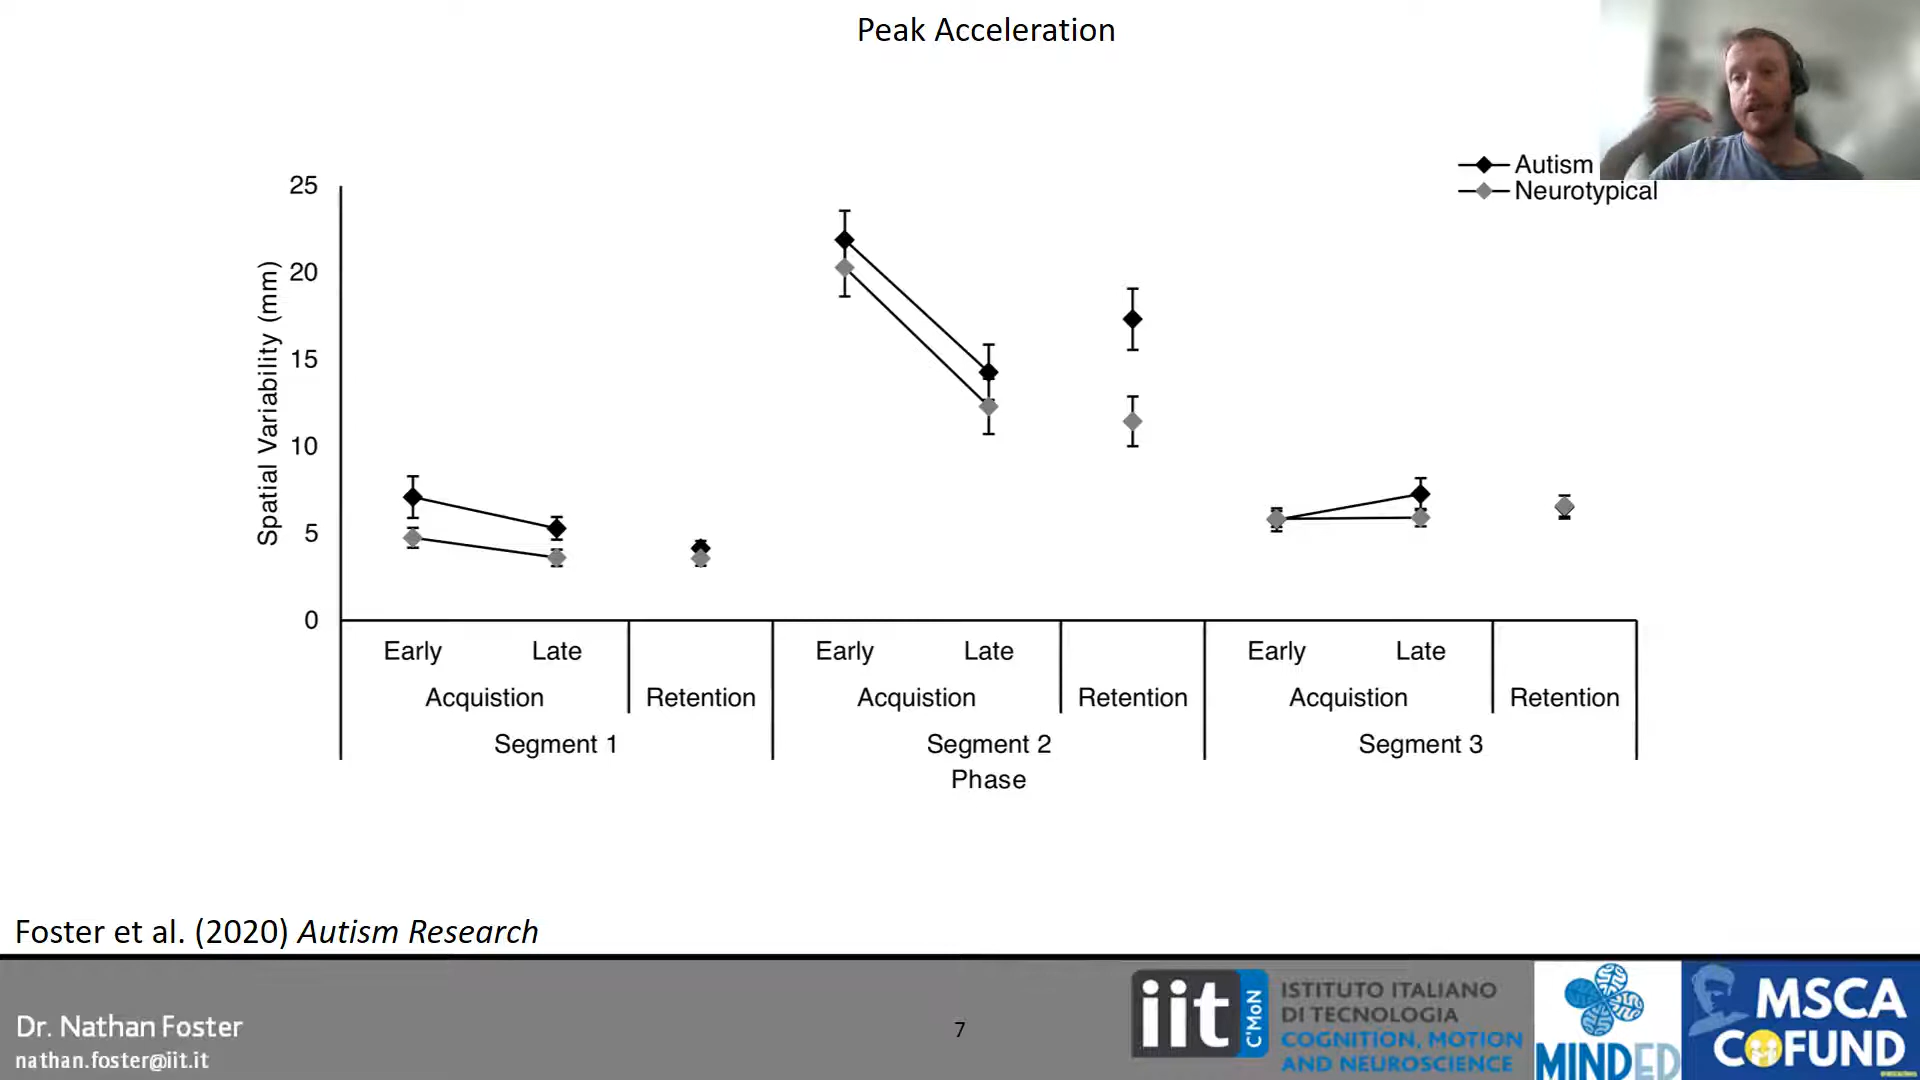 Peak Acceleration
Autism
Neurotypical
25
20
15
10
5
0
Spatial Variability (mm)
Early Late Early Late Early Late
Acquistion Retention Acquistion Retention Acquistion Retention
Segment 1 Segment 2 Segment 3
Phase
Foster et al. (2020) Autism Research
Dr. Nathan Foster
nathan.foster@iit.it
7
iit
C'MoN
ISTITUTO ITALIANO
DI TECNOLOGIA
COGNITION, MOTION
AND NEUROSCIENCE
MINDED
MSCA
COFUND